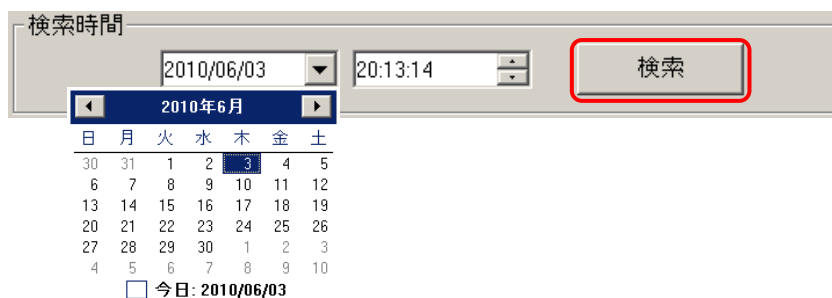 検索時間
2010/06/03 20:13:14 検索
2010年6月
日 月 火 水 木 金 土
30 31 1 2 3 4 5
6 7 8 9 10 11 12
13 14 15 16 17 18 19
20 21 22 23 24 25 26
27 28 29 30 1 2 3
4 5 6 7 8 9 10
今日: 2010/06/03